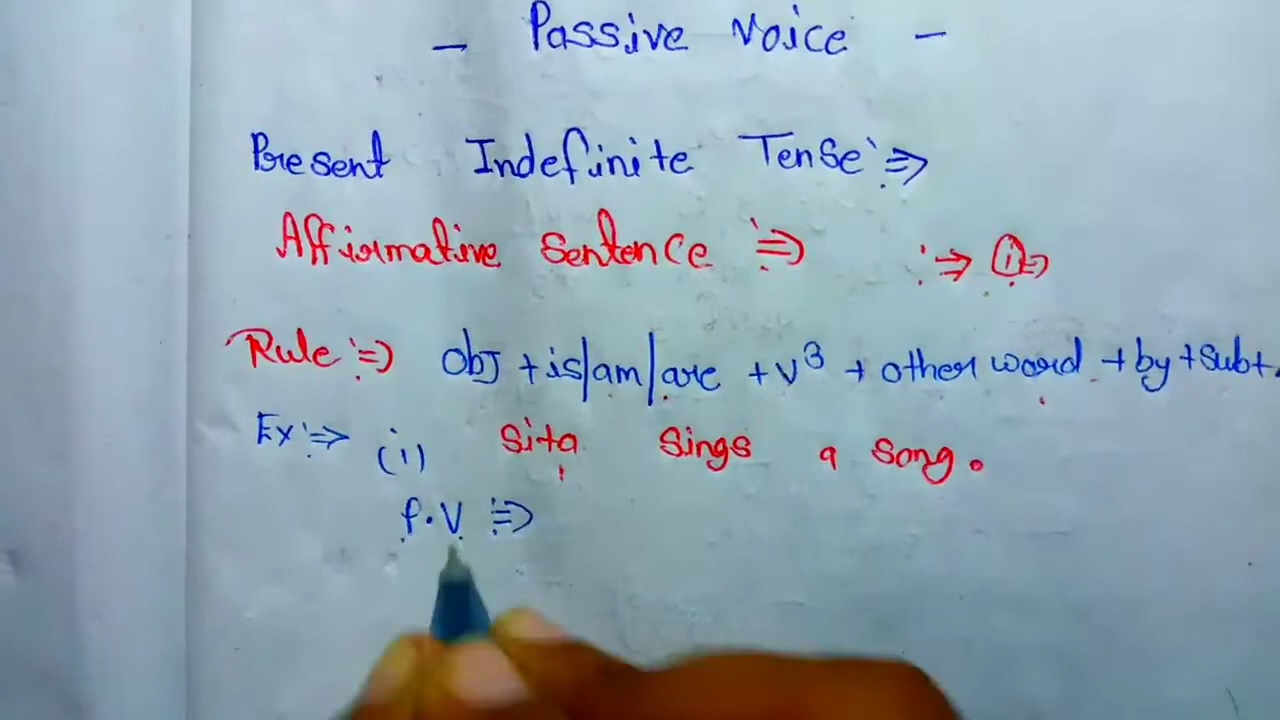 - Passive Voice -
Present Indefinite Tense :⇒
Affirmative Sentence :⇒ :⇒ (i)⇒
Rule :⇒ Obj + is/am/are + V³ + other word + by + Sub+.
Ex :⇒ (i) Sita Sings a Song.
P.V :⇒